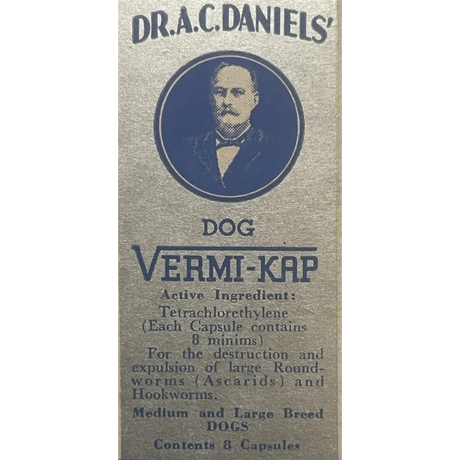 DR.A.C.DANIELS'
DOG
VERMI-KAP
Active Ingredient:
Tetrachlorethylene
(Each Capsule contains
8 minims)
For the destruction and
expulsion of large Round-
worms (Ascarids) and
Hookworms.
Medium and Large Breed
DOGS
Contents 8 Capsules